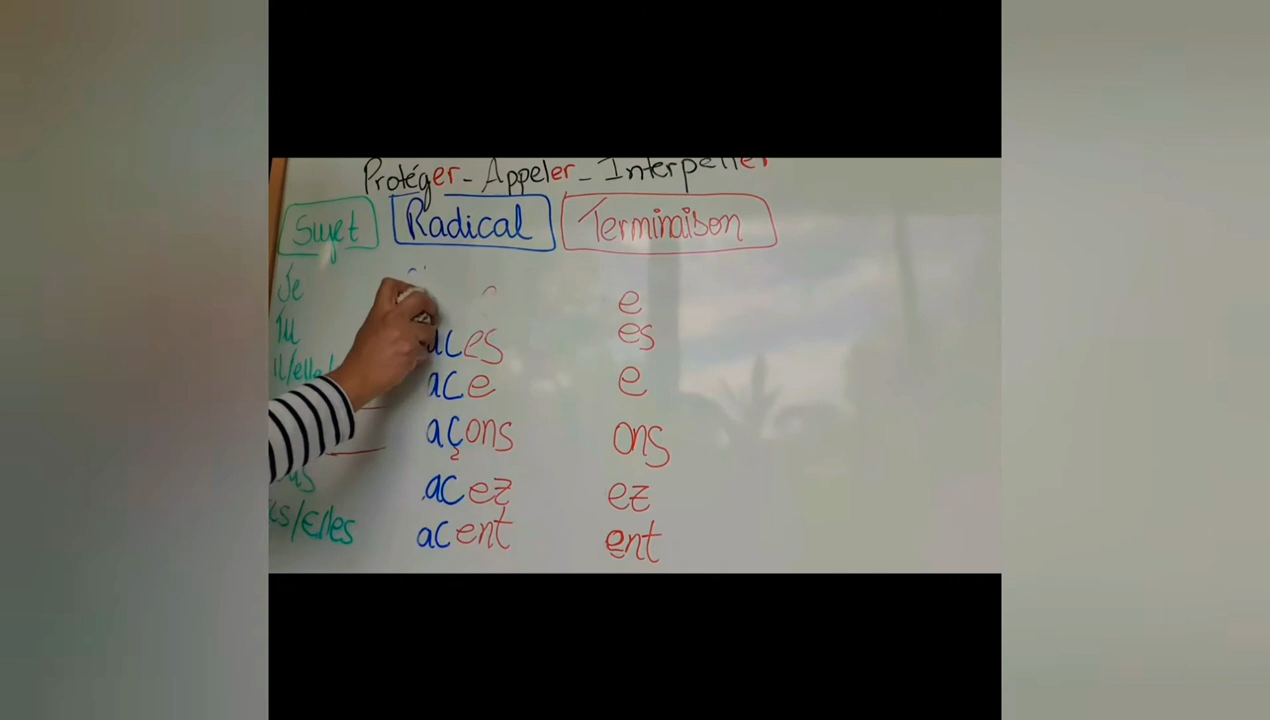 Protéger - Appeler - Interpeller
Sujet Radical Terminaison
Je e
Tu aces es
Il/elle/ ace e
açons ons
acez ez
/Elles acent ent